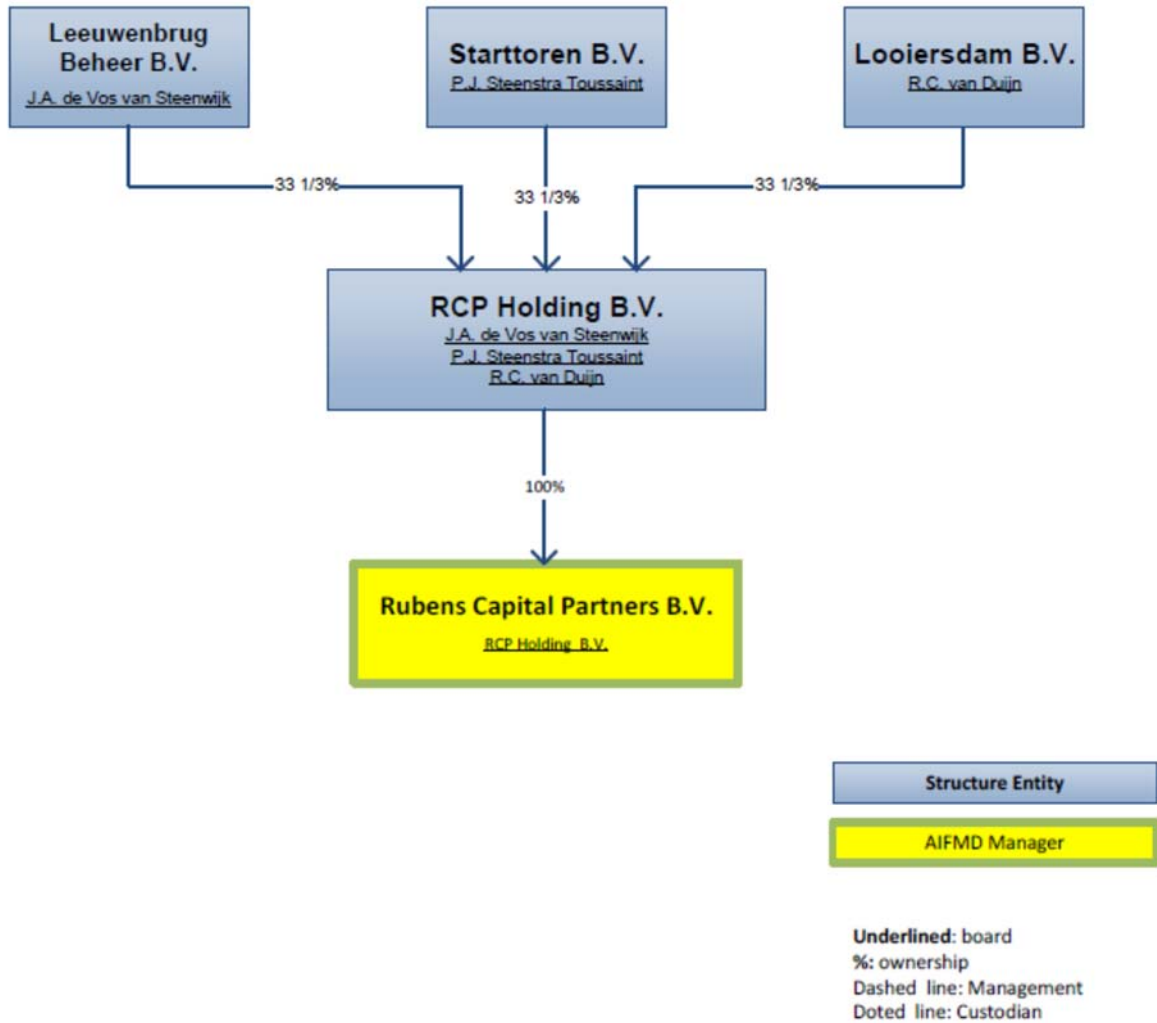 Leeuwenbrug
Beheer B.V.
J.A. de Vos van Steenwijk
Starttoren B.V.
P.J. Steenstra Toussaint
Looiersdam B.V.
R.C. van Duijn
33 1/3%
33 1/3%
33 1/3%
RCP Holding B.V.
J.A. de Vos van Steenwijk
P.J. Steenstra Toussaint
R.C. van Duijn
100%
Rubens Capital Partners B.V.
RCP Holding B.V.
Structure Entity
AIFMD Manager
Underlined: board
%: ownership
Dashed line: Management
Doted line: Custodian